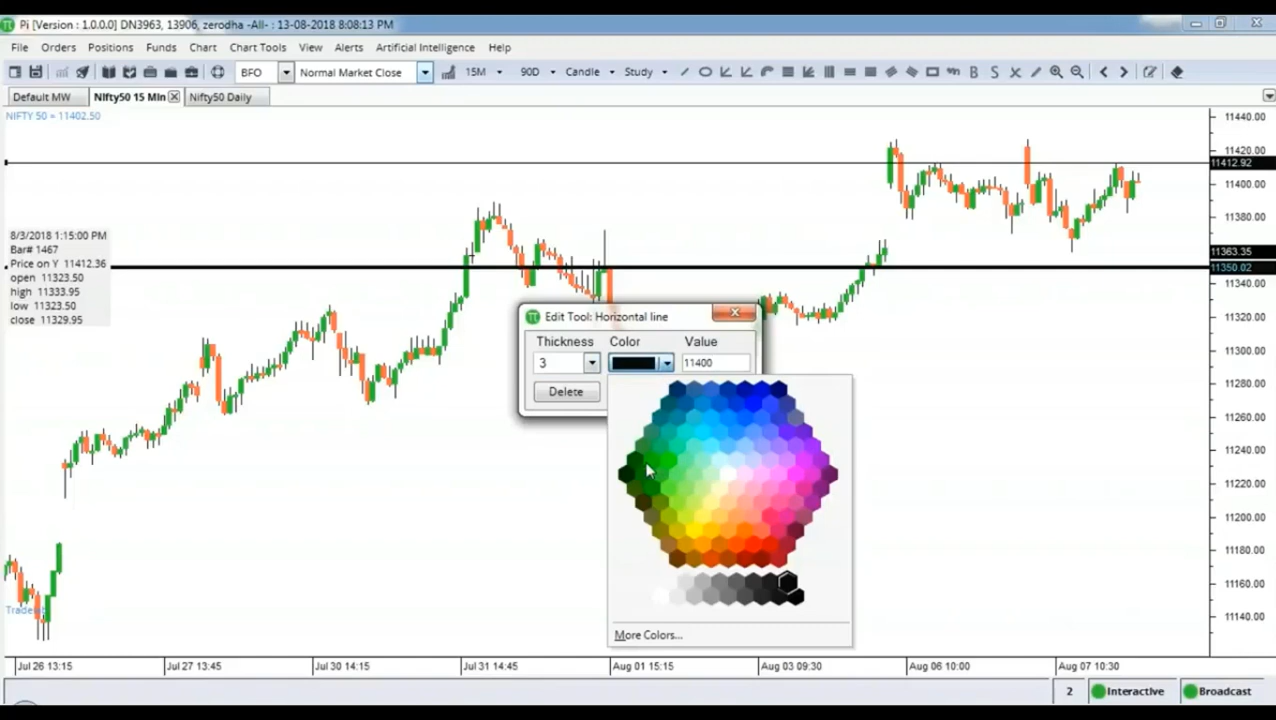 Pi [Version : 1.0.0.0] DN3963, 13906, zerodha -All- : 13-08-2018 8:08:13 PM
File Orders Positions Funds Chart Chart Tools View Alerts Artificial Intelligence Help
BFO Normal Market Close 15M 90D Candle Study B S
Default MW NIfty50 15 Min Nifty50 Daily
NIFTY 50 = 11402.50
11440.00
11420.00
11412.92
11400.00
11380.00
11363.35
11350.02
11340.00
11320.00
11300.00
11280.00
11260.00
11240.00
11220.00
11200.00
11180.00
11160.00
11140.00
8/3/2018 1:15:00 PM
Bar# 1467
Price on Y 11412.36
open 11323.50
high 11333.95
low 11323.50
close 11329.95
Edit Tool: Horizontal line
Thickness Color Value
3 11400
Delete
More Colors...
Jul 26 13:15 Jul 27 13:45 Jul 30 14:15 Jul 31 14:45 Aug 01 15:15 Aug 03 09:30 Aug 06 10:00 Aug 07 10:30
2 Interactive Broadcast